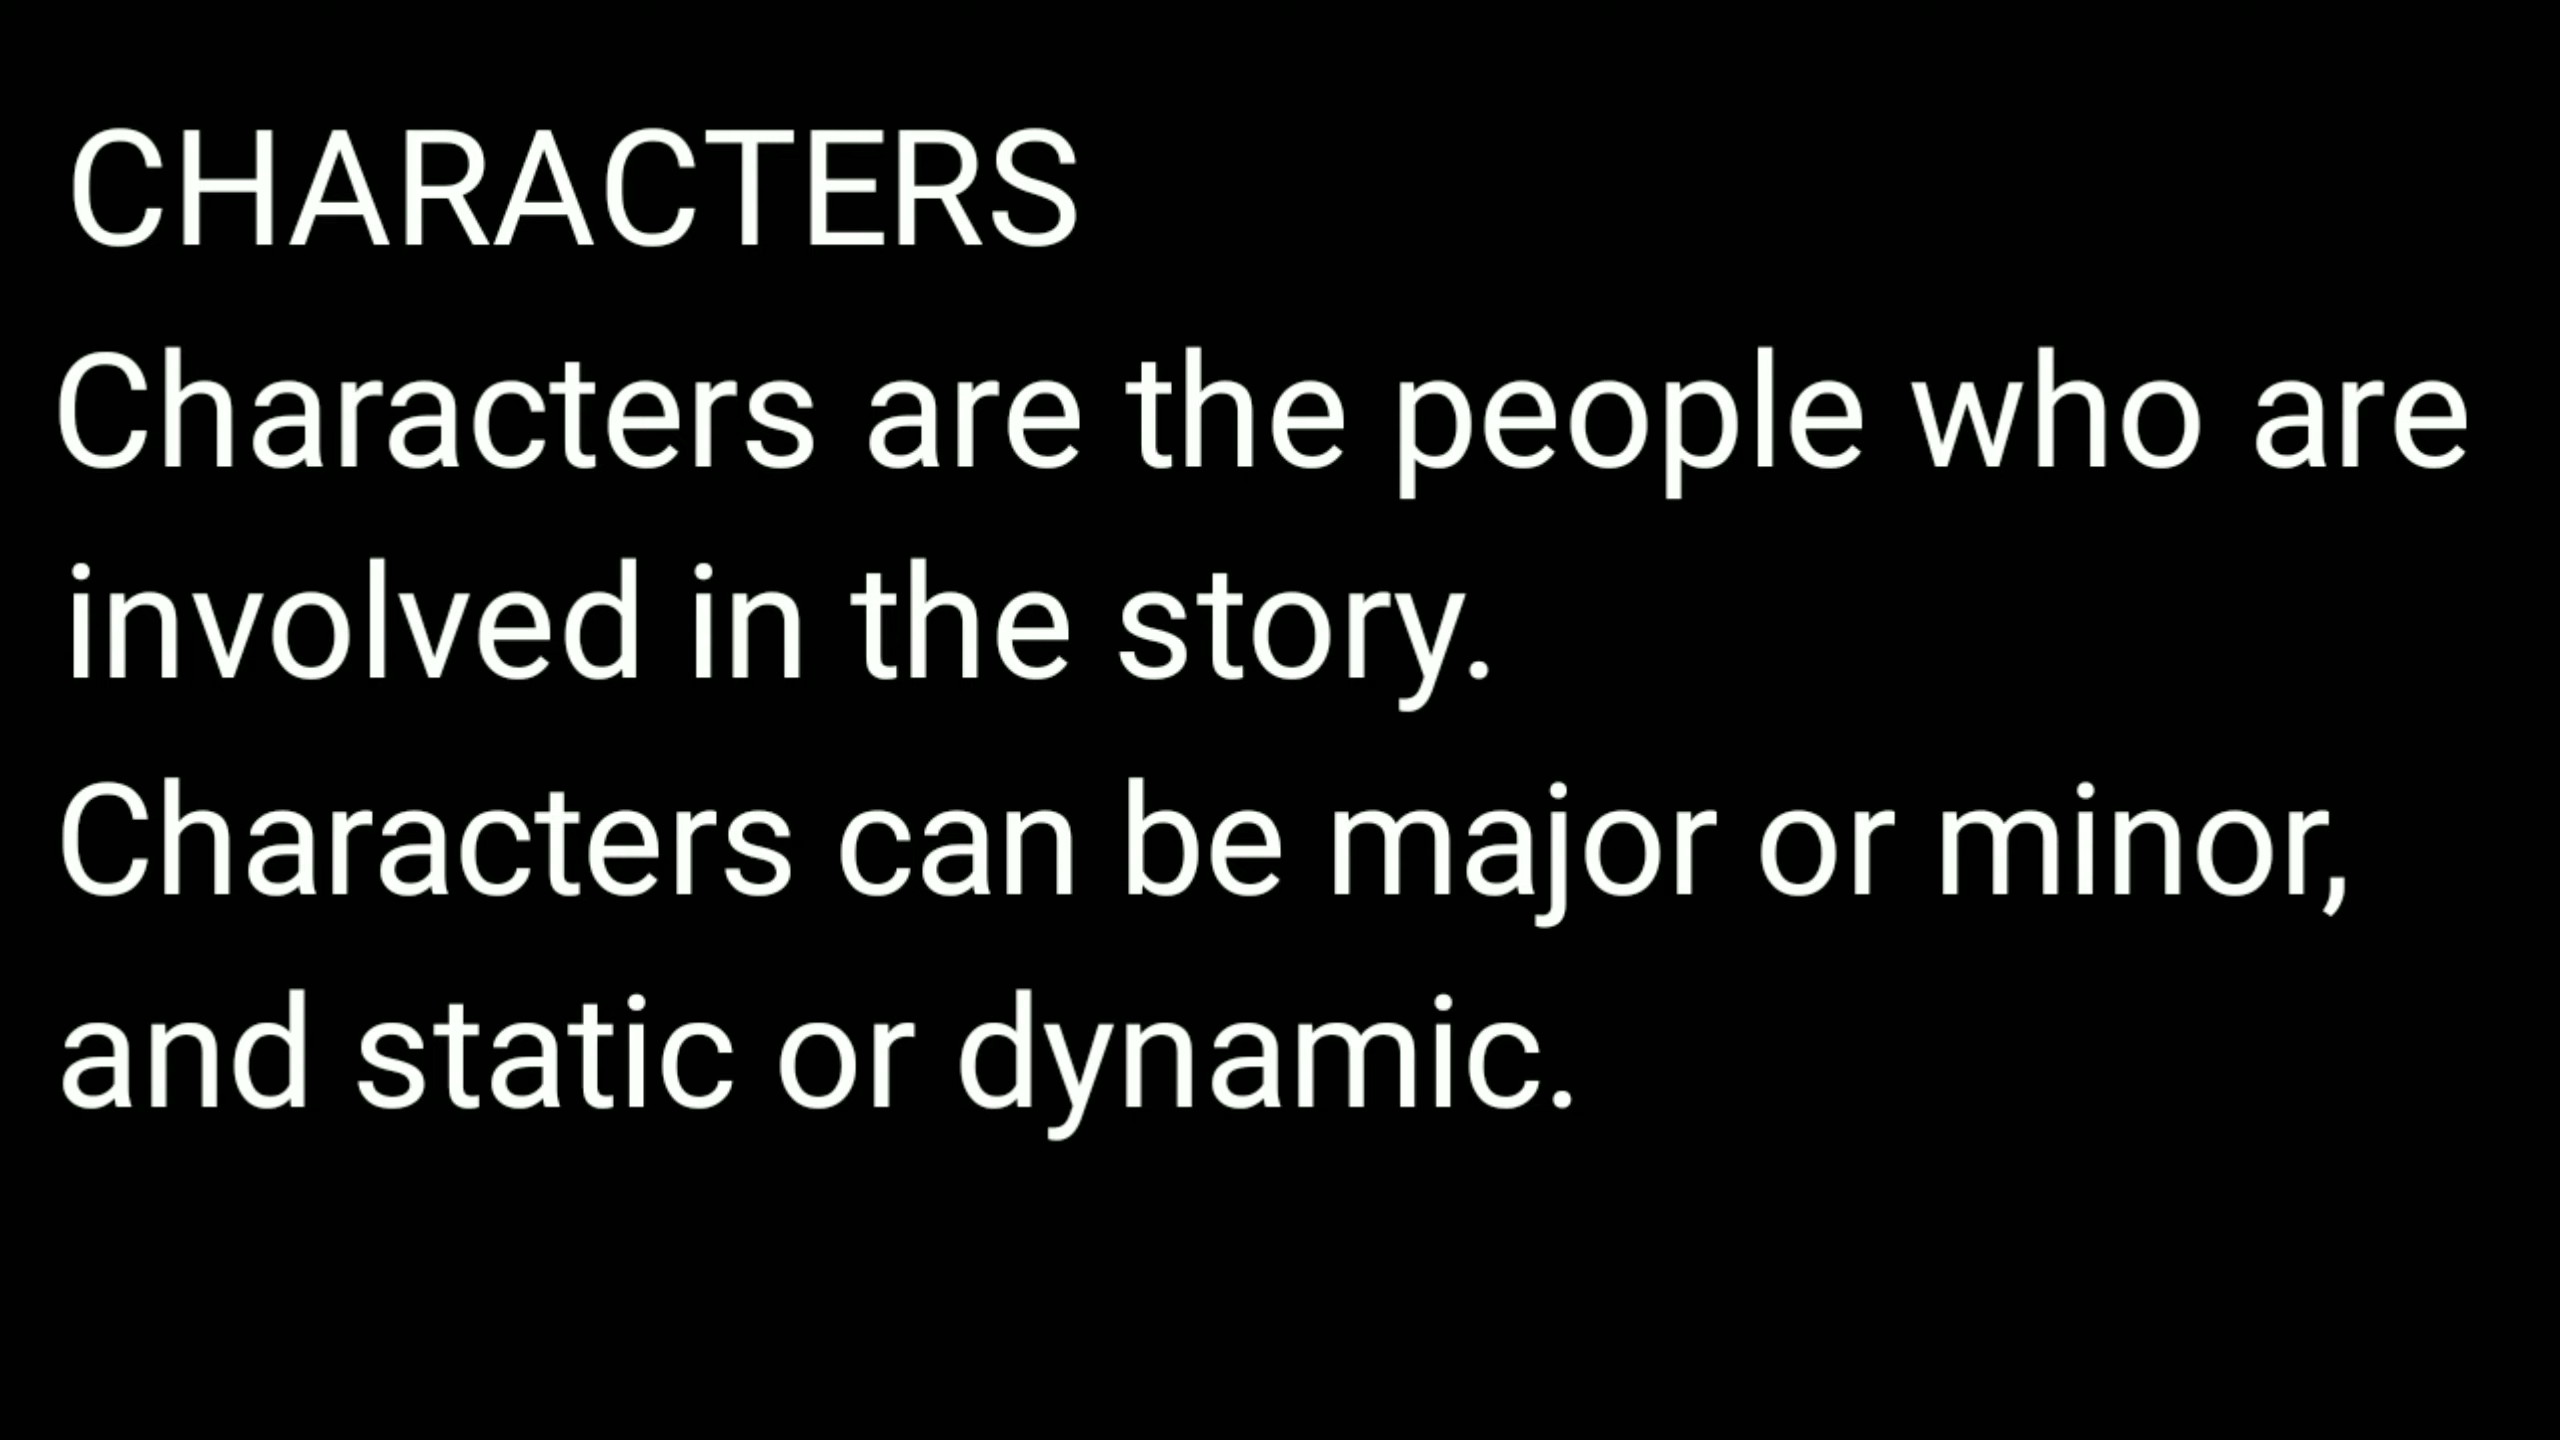 CHARACTERS
Characters are the people who are
involved in the story.
Characters can be major or minor,
and static or dynamic.